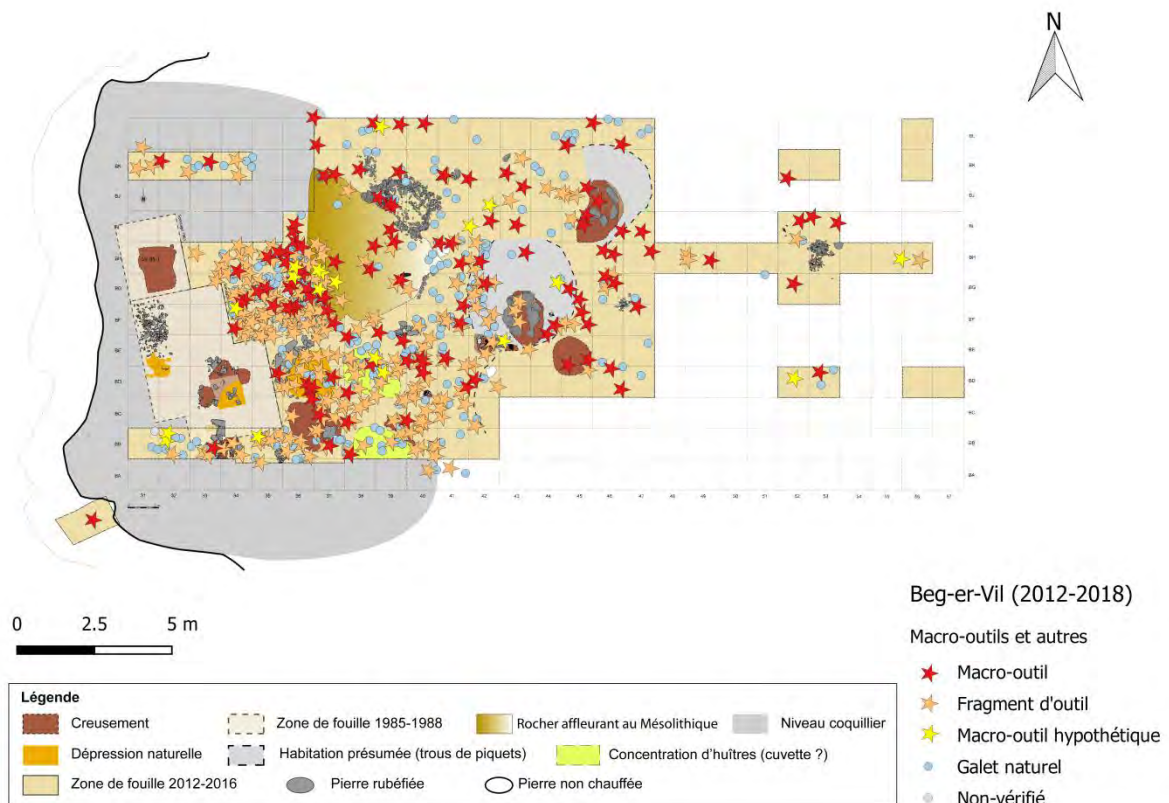 N
0 2.5 5 m
Beg-er-Vil (2012-2018)
Macro-outils et autres
Macro-outil
Fragment d'outil
Macro-outil hypothétique
Galet naturel
Non-vérifié
Légende
Creusement
Zone de fouille 1985-1988
Rocher affleurant au Mésolithique
Niveau coquillier
Dépression naturelle
Habitation présumée (trous de piquets)
Concentration d'huîtres (cuvette ?)
Zone de fouille 2012-2016
Pierre rubéfiée
Pierre non chauffée